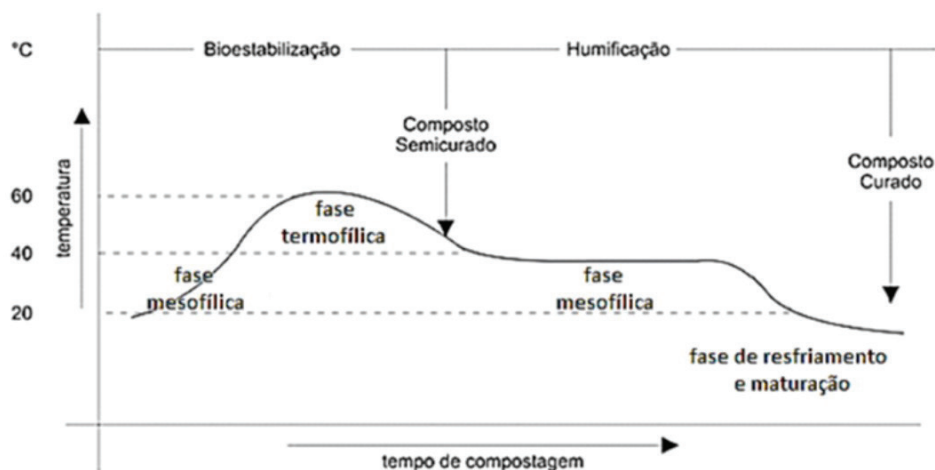 °C
Bioestabilização
Humificação
Composto
Semicurado
Composto
Curado
temperatura
60
40
20
fase
termofílica
fase
mesofílica
fase
mesofílica
fase de resfriamento
e maturação
tempo de compostagem